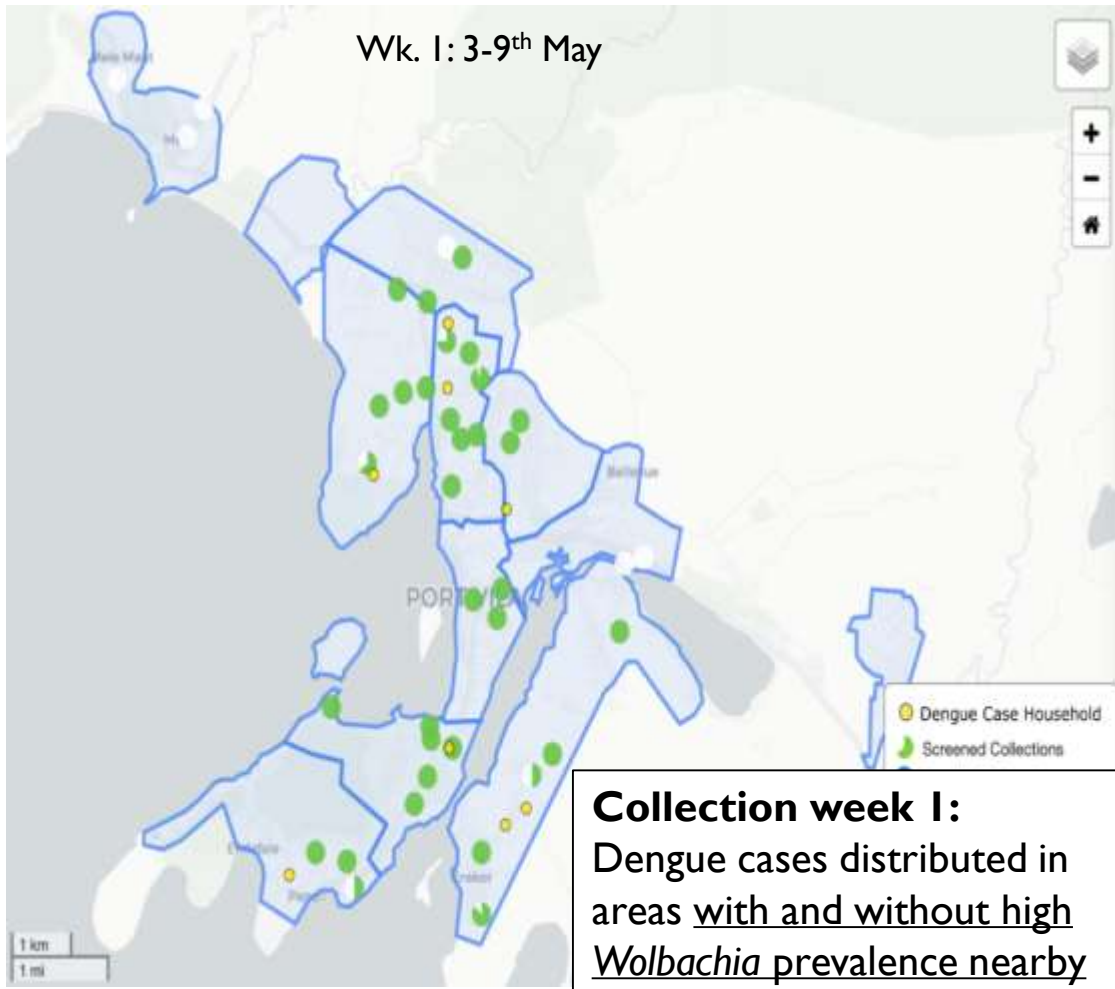 Wk. 1: 3-9th May
+
−
Bellevue
1 km
1 mi
Dengue Case Household
Screened Collections
Collection week 1:
Dengue cases distributed in
areas with and without high
Wolbachia prevalence nearby